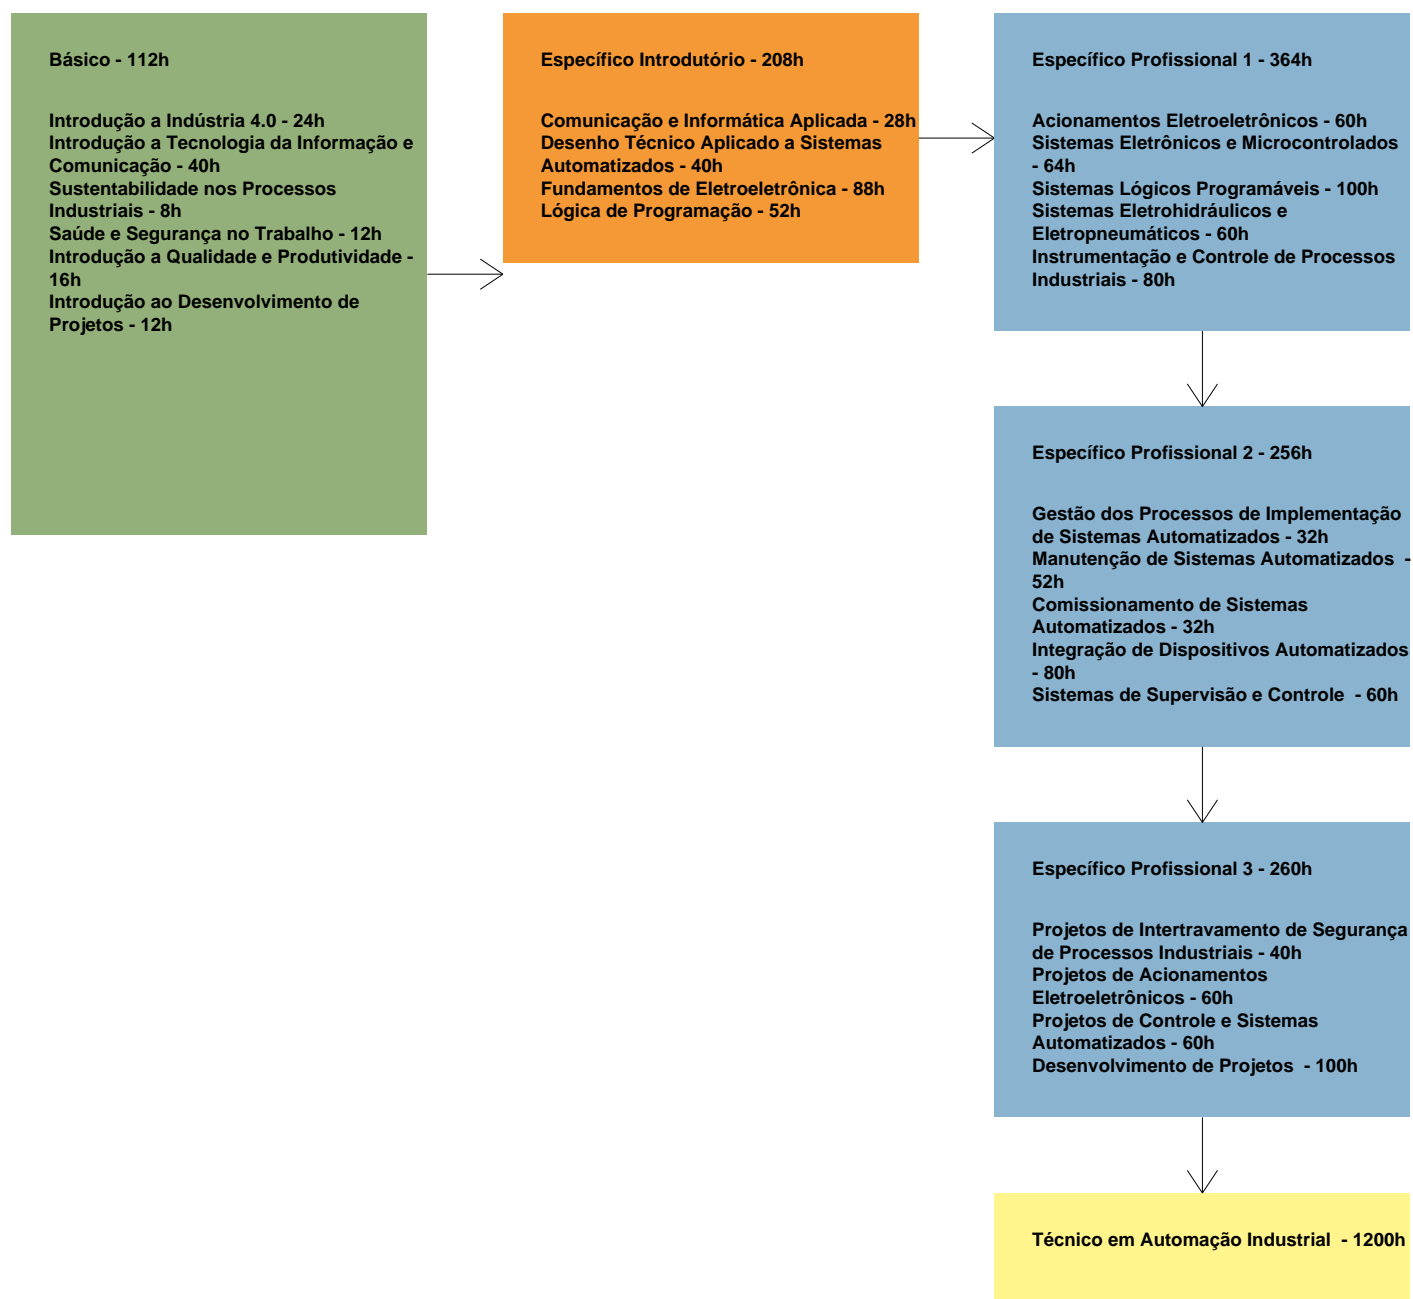 Básico - 112h
Introdução a Indústria 4.0 - 24h
Introdução a Tecnologia da Informação e
Comunicação - 40h
Sustentabilidade nos Processos
Industriais - 8h
Saúde e Segurança no Trabalho - 12h
Introdução a Qualidade e Produtividade -
16h
Introdução ao Desenvolvimento de
Projetos - 12h
Específico Introdutório - 208h
Comunicação e Informática Aplicada - 28h
Desenho Técnico Aplicado a Sistemas
Automatizados - 40h
Fundamentos de Eletroeletrônica - 88h
Lógica de Programação - 52h
Específico Profissional 1 - 364h
Acionamentos Eletroeletrônicos - 60h
Sistemas Eletrônicos e Microcontrolados
- 64h
Sistemas Lógicos Programáveis - 100h
Sistemas Eletrohidráulicos e
Eletropneumáticos - 60h
Instrumentação e Controle de Processos
Industriais - 80h
Específico Profissional 2 - 256h
Gestão dos Processos de Implementação
de Sistemas Automatizados - 32h
Manutenção de Sistemas Automatizados  -
52h
Comissionamento de Sistemas
Automatizados - 32h
Integração de Dispositivos Automatizados
- 80h
Sistemas de Supervisão e Controle  - 60h
Específico Profissional 3 - 260h
Projetos de Intertravamento de Segurança
de Processos Industriais - 40h
Projetos de Acionamentos
Eletroeletrônicos - 60h
Projetos de Controle e Sistemas
Automatizados - 60h
Desenvolvimento de Projetos  - 100h
Técnico em Automação Industrial  - 1200h